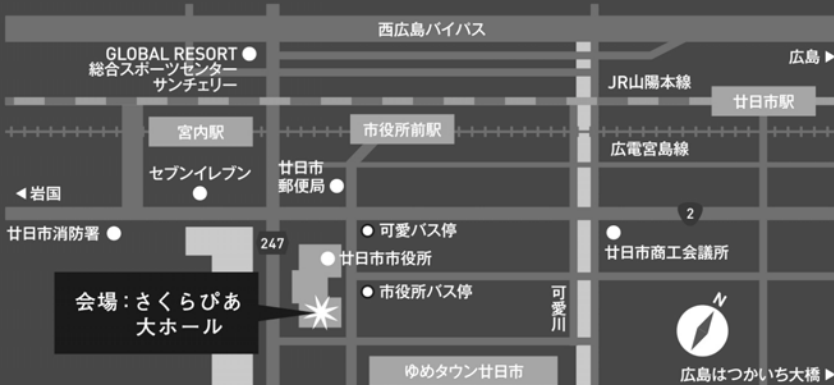 西広島バイパス
GLOBAL RESORT
総合スポーツセンター
サンチェリー
広島▶
JR山陽本線
廿日市駅
宮内駅
市役所前駅
広電宮島線
セブンイレブン
廿日市
郵便局
◀岩国
2
廿日市消防署
247
可愛バス停
廿日市商工会議所
廿日市市役所
会場：さくらぴあ
大ホール
市役所バス停
可愛川
N
ゆめタウン廿日市
広島はつかいち大橋▶